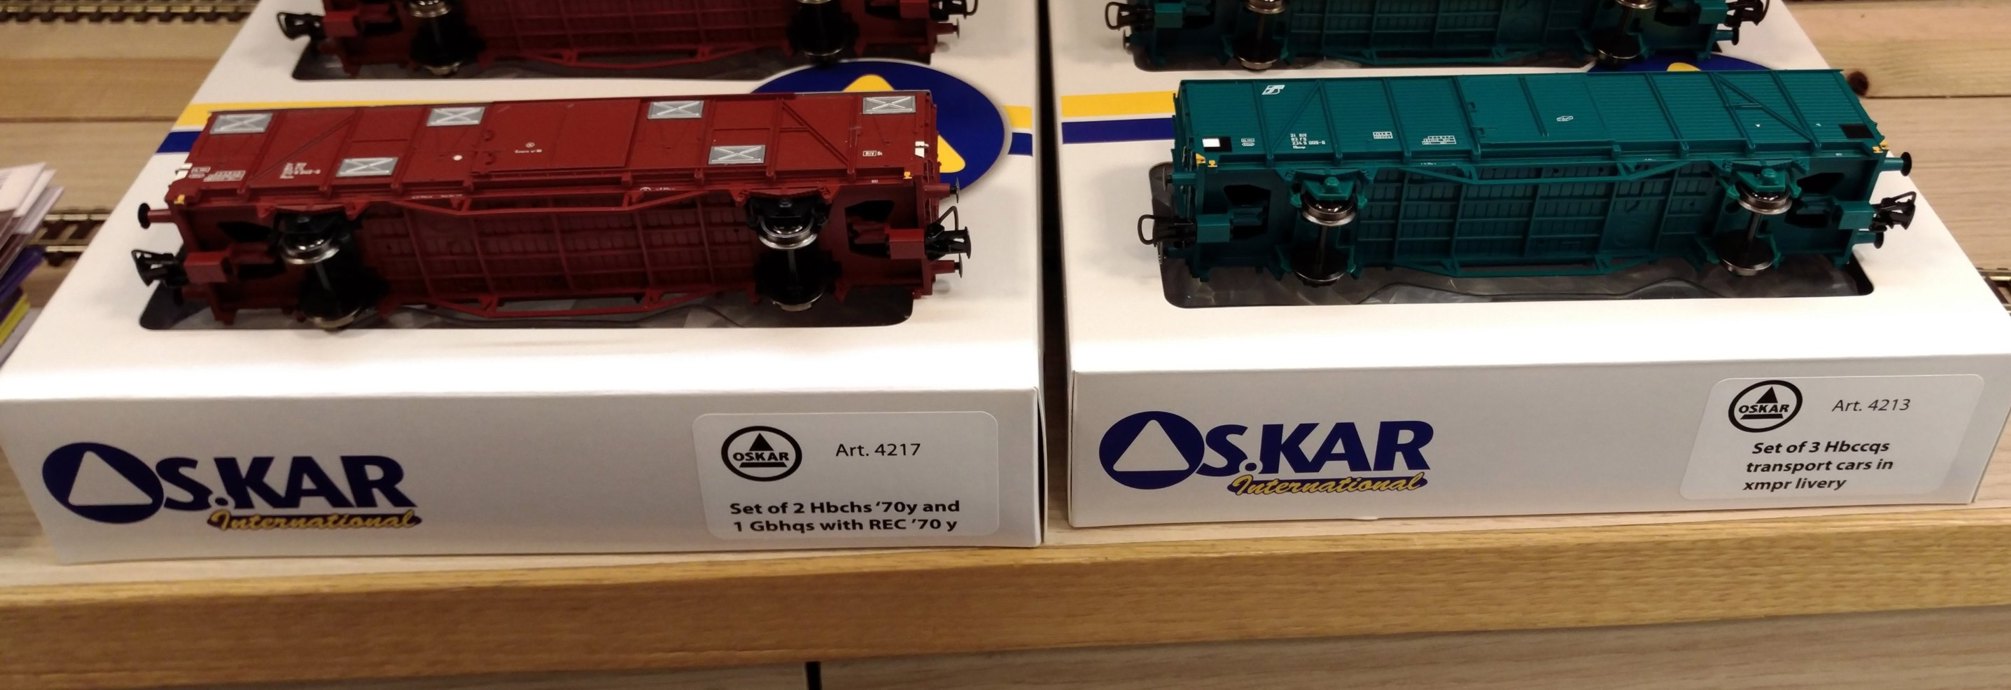 OS.KAR
International
OSKAR
Art. 4217
Set of 2 Hbchs '70y and
1 Gbhqs with REC '70 y
OS.KAR
International
OSKAR
Art. 4213
Set of 3 Hbccqs
transport cars in
xmpr livery